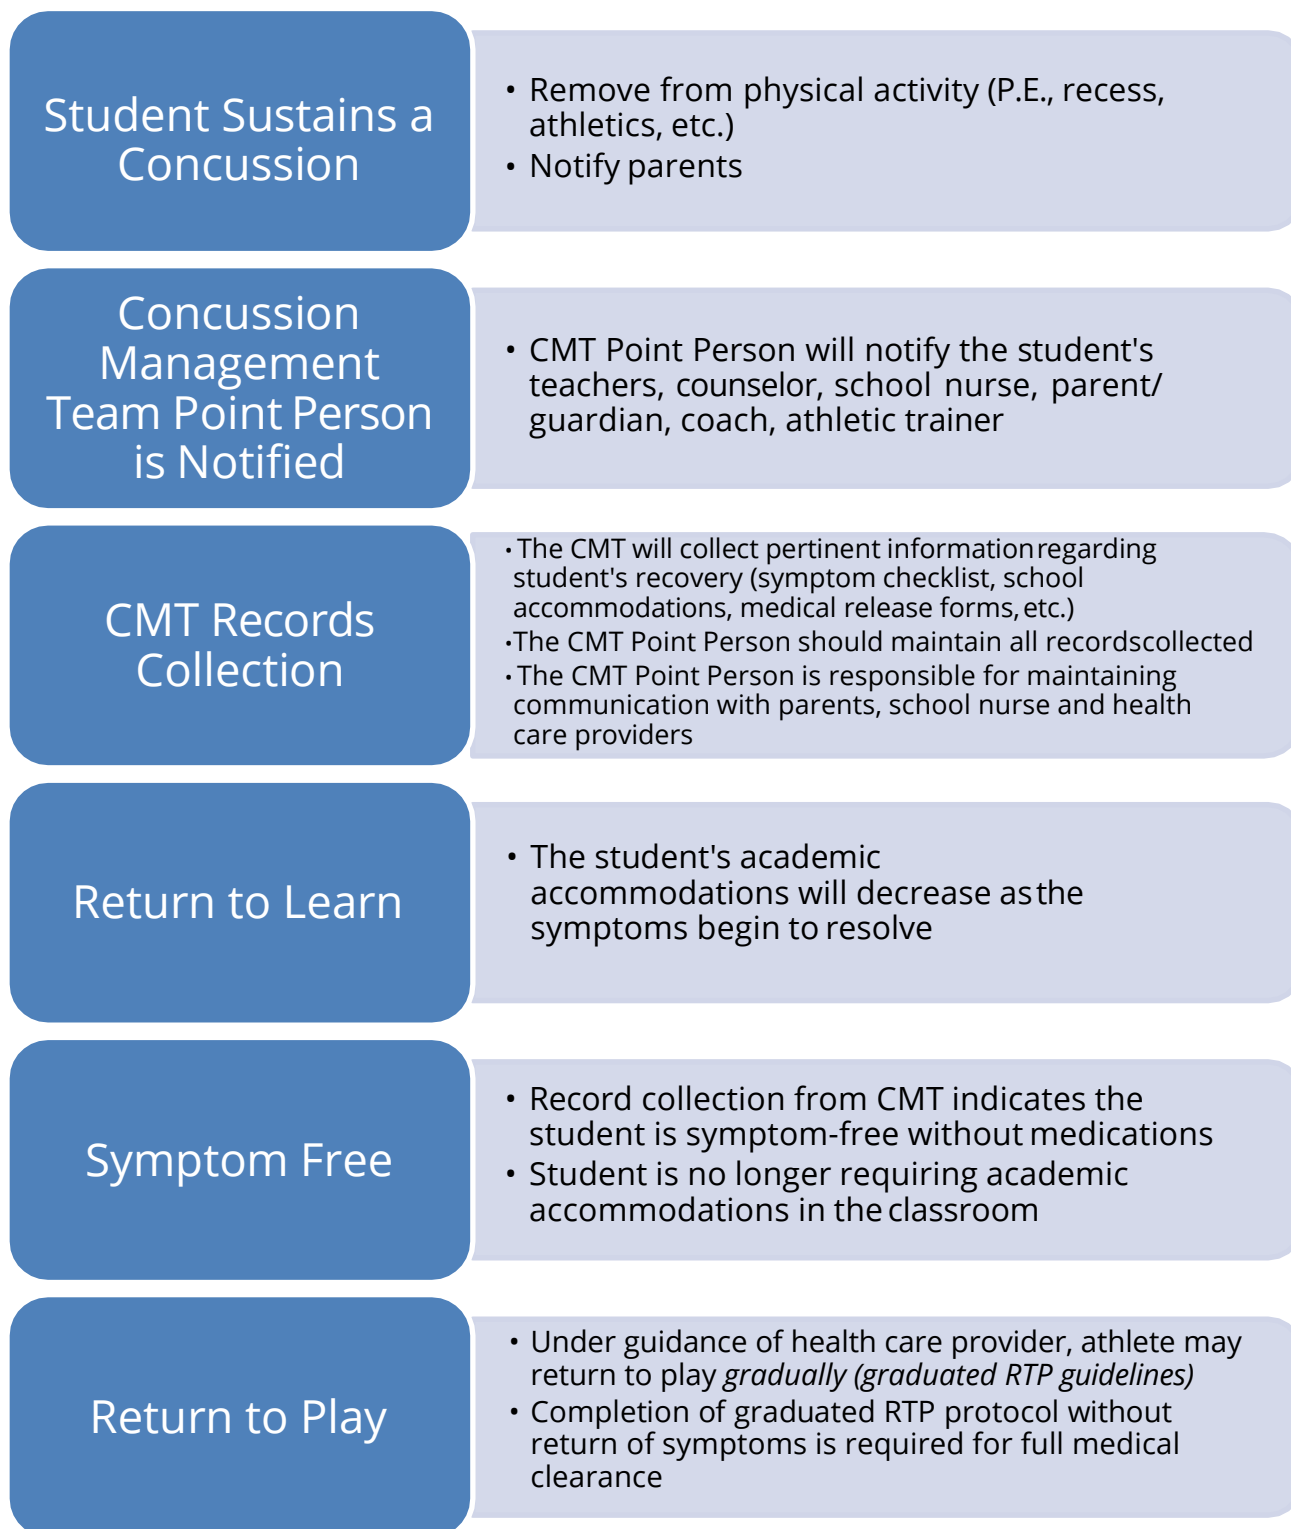 Student Sustains a
Concussion
• Remove from physical activity (P.E., recess,
athletics, etc.)
• Notify parents
Concussion
Management
Team Point Person
is Notified
• CMT Point Person will notify the student's
teachers, counselor, school nurse, parent/
guardian, coach, athletic trainer
CMT Records
Collection
• The CMT will collect pertinent information regarding
student's recovery (symptom checklist, school
accommodations, medical release forms, etc.)
• The CMT Point Person should maintain all records collected
• The CMT Point Person is responsible for maintaining
communication with parents, school nurse and health
care providers
Return to Learn
• The student's academic
accommodations will decrease as the
symptoms begin to resolve
Symptom Free
• Record collection from CMT indicates the
student is symptom-free without medications
• Student is no longer requiring academic
accommodations in the classroom
Return to Play
• Under guidance of health care provider, athlete may
return to play gradually (graduated RTP guidelines)
• Completion of graduated RTP protocol without
return of symptoms is required for full medical
clearance